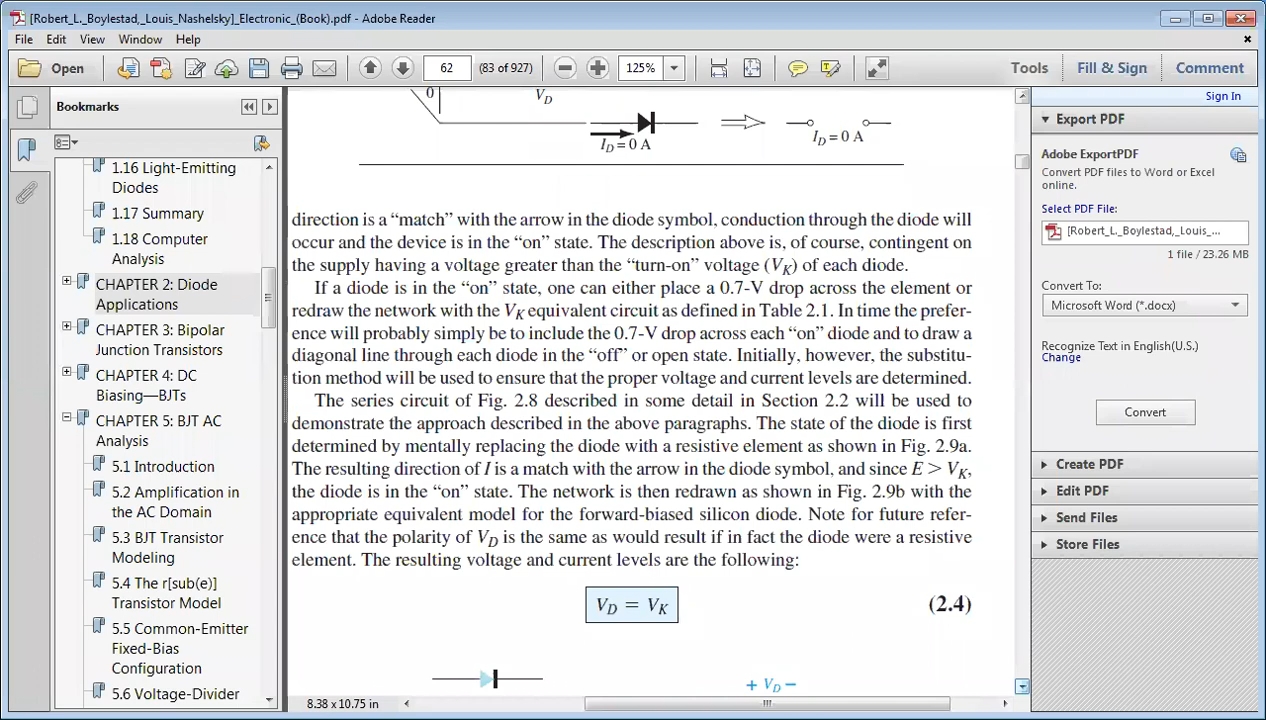 [Robert_L._Boylestad,_Louis_Nashelsky]_Electronic_(Book).pdf - Adobe Reader
File Edit View Window Help
Open 62 (83 of 927) 125% Tools Fill & Sign Comment
Bookmarks
1.16 Light-Emitting
Diodes
1.17 Summary
1.18 Computer
Analysis
CHAPTER 2: Diode
Applications
CHAPTER 3: Bipolar
Junction Transistors
CHAPTER 4: DC
Biasing—BJTs
CHAPTER 5: BJT AC
Analysis
5.1 Introduction
5.2 Amplification in
the AC Domain
5.3 BJT Transistor
Modeling
5.4 The r[sub(e)]
Transistor Model
5.5 Common-Emitter
Fixed-Bias
Configuration
5.6 Voltage-Divider
0 V_D
I_D = 0 A I_D = 0 A
direction is a “match” with the arrow in the diode symbol, conduction through the diode will
occur and the device is in the “on” state. The description above is, of course, contingent on
the supply having a voltage greater than the “turn-on” voltage (V_K) of each diode.
If a diode is in the “on” state, one can either place a 0.7-V drop across the element or
redraw the network with the V_K equivalent circuit as defined in Table 2.1. In time the prefer-
ence will probably simply be to include the 0.7-V drop across each “on” diode and to draw a
diagonal line through each diode in the “off” or open state. Initially, however, the substitu-
tion method will be used to ensure that the proper voltage and current levels are determined.
The series circuit of Fig. 2.8 described in some detail in Section 2.2 will be used to
demonstrate the approach described in the above paragraphs. The state of the diode is first
determined by mentally replacing the diode with a resistive element as shown in Fig. 2.9a.
The resulting direction of I is a match with the arrow in the diode symbol, and since E > V_K,
the diode is in the “on” state. The network is then redrawn as shown in Fig. 2.9b with the
appropriate equivalent model for the forward-biased silicon diode. Note for future refer-
ence that the polarity of V_D is the same as would result if in fact the diode were a resistive
element. The resulting voltage and current levels are the following:
V_D = V_K (2.4)
+ V_D −
8.38 x 10.75 in
Sign In
Export PDF
Adobe ExportPDF
Convert PDF files to Word or Excel
online.
Select PDF File:
[Robert_L._Boylestad,_Louis_...
1 file / 23.26 MB
Convert To:
Microsoft Word (*.docx)
Recognize Text in English(U.S.)
Change
Convert
Create PDF
Edit PDF
Send Files
Store Files